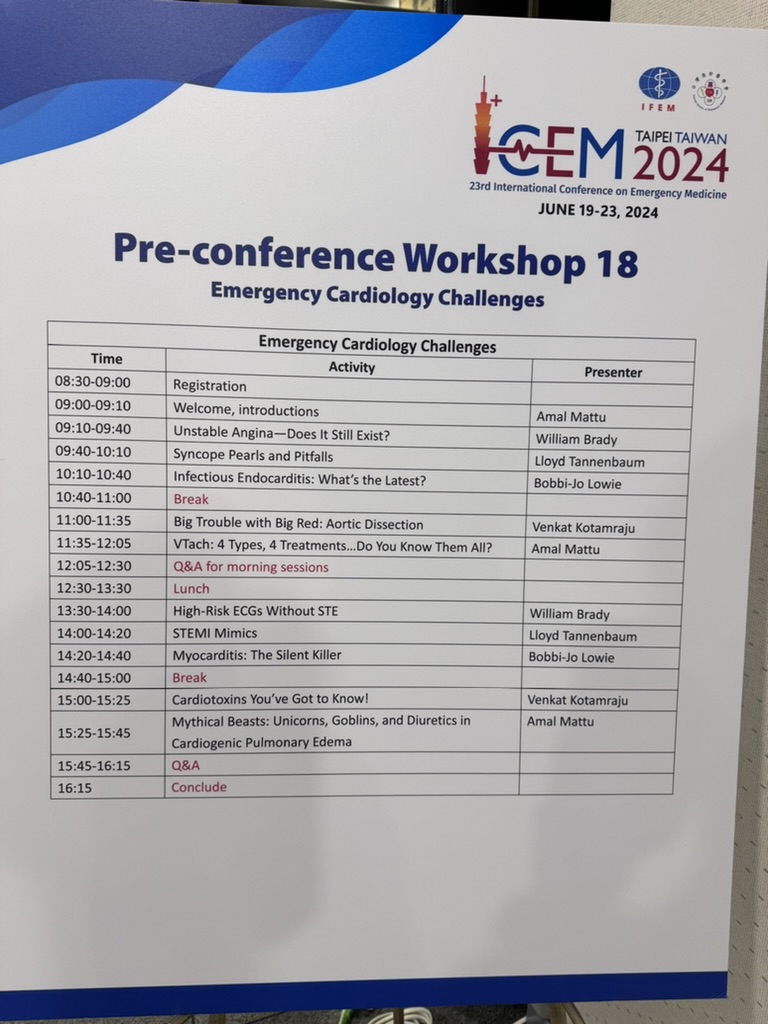 IFEM
ICEM TAIPEI TAIWAN 2024
23rd International Conference on Emergency Medicine
JUNE 19-23, 2024
Pre-conference Workshop 18
Emergency Cardiology Challenges
Emergency Cardiology Challenges
Time Activity Presenter
08:30-09:00 Registration
09:00-09:10 Welcome, introductions Amal Mattu
09:10-09:40 Unstable Angina—Does It Still Exist? William Brady
09:40-10:10 Syncope Pearls and Pitfalls Lloyd Tannenbaum
10:10-10:40 Infectious Endocarditis: What's the Latest? Bobbi-Jo Lowie
10:40-11:00 Break
11:00-11:35 Big Trouble with Big Red: Aortic Dissection Venkat Kotamraju
11:35-12:05 VTach: 4 Types, 4 Treatments...Do You Know Them All? Amal Mattu
12:05-12:30 Q&A for morning sessions
12:30-13:30 Lunch
13:30-14:00 High-Risk ECGs Without STE William Brady
14:00-14:20 STEMI Mimics Lloyd Tannenbaum
14:20-14:40 Myocarditis: The Silent Killer Bobbi-Jo Lowie
14:40-15:00 Break
15:00-15:25 Cardiotoxins You've Got to Know! Venkat Kotamraju
15:25-15:45 Mythical Beasts: Unicorns, Goblins, and Diuretics in Amal Mattu
Cardiogenic Pulmonary Edema
15:45-16:15 Q&A
16:15 Conclude